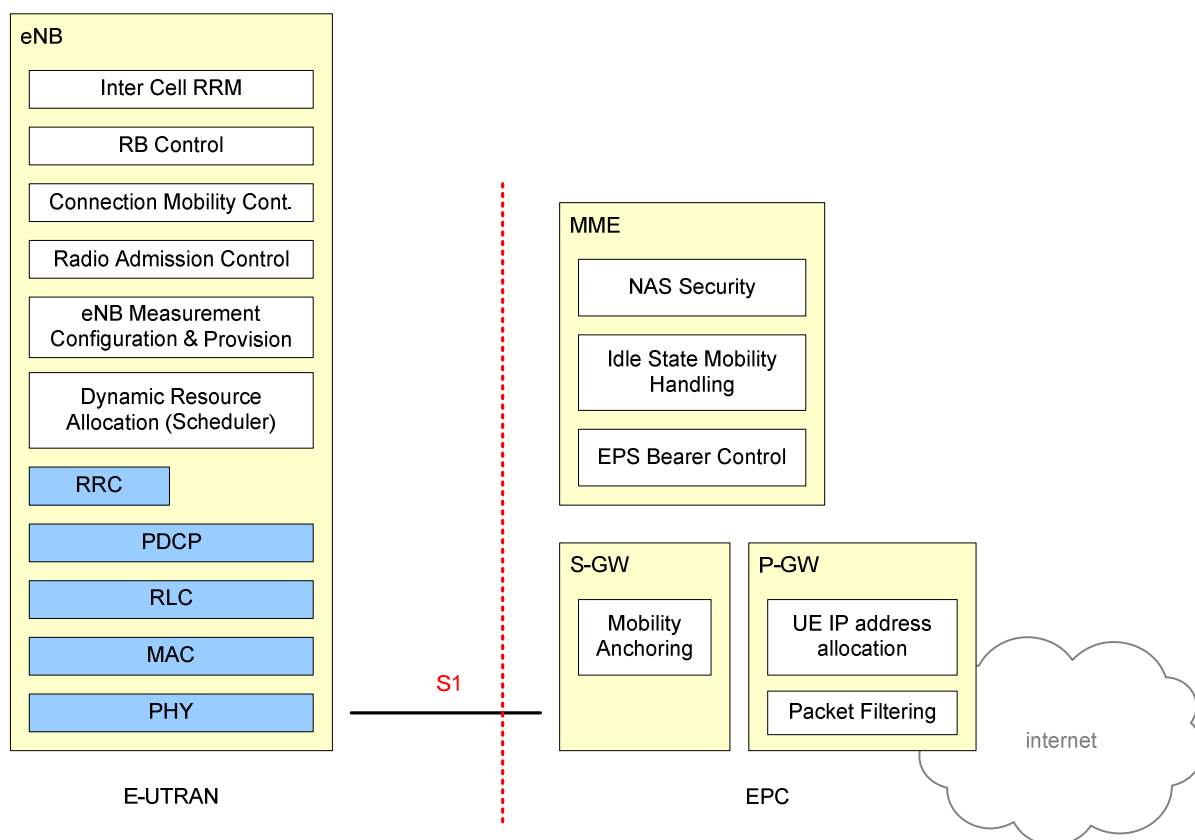 eNB
Inter Cell RRM
RB Control
Connection Mobility Cont.
Radio Admission Control
eNB Measurement
Configuration & Provision
Dynamic Resource
Allocation (Scheduler)
RRC
PDCP
RLC
MAC
PHY
S1
MME
NAS Security
Idle State Mobility
Handling
EPS Bearer Control
S-GW
Mobility
Anchoring
P-GW
UE IP address
allocation
Packet Filtering
internet
E-UTRAN
EPC